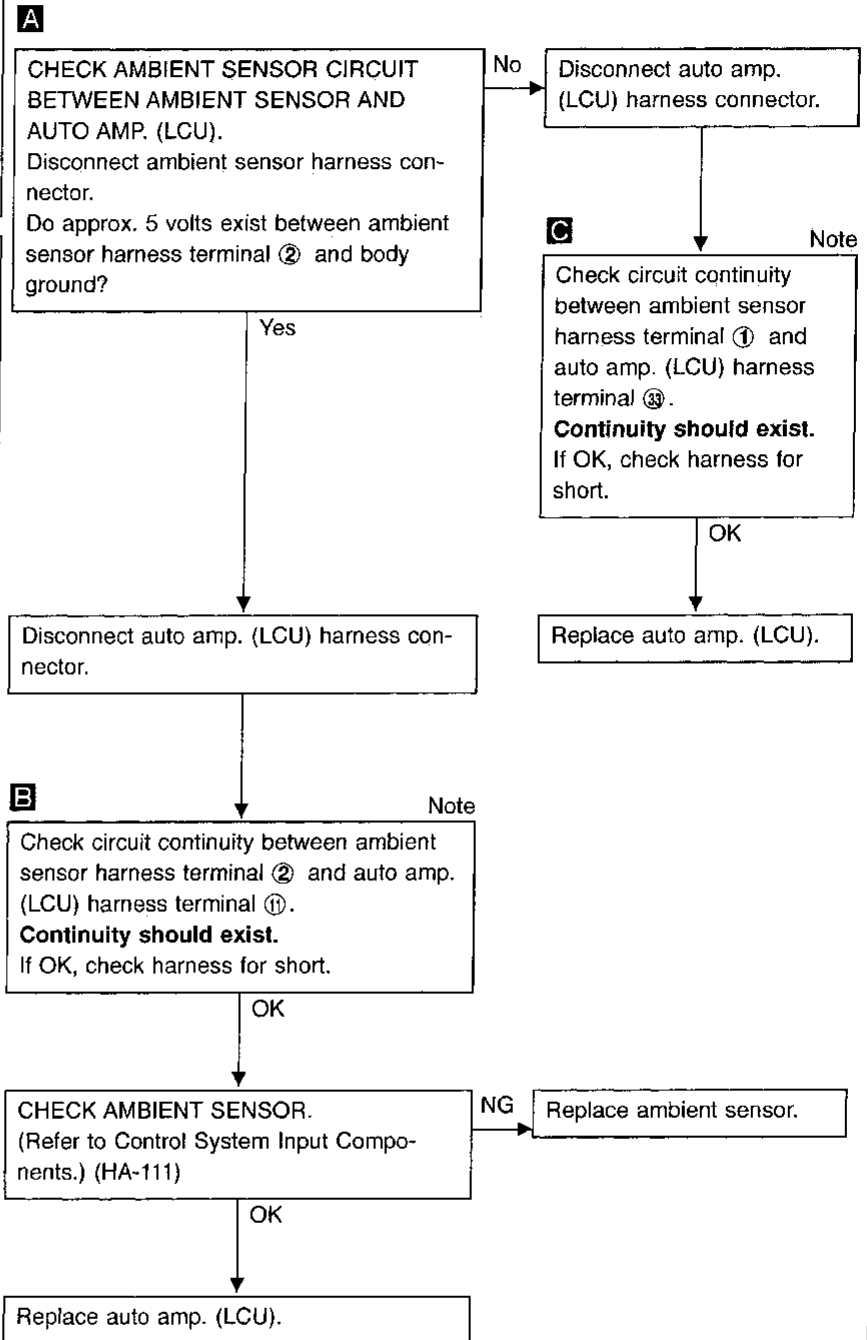 A
CHECK AMBIENT SENSOR CIRCUIT
BETWEEN AMBIENT SENSOR AND
AUTO AMP. (LCU).
Disconnect ambient sensor harness con-
nector.
Do approx. 5 volts exist between ambient
sensor harness terminal ② and body
ground?
No
Disconnect auto amp.
(LCU) harness connector.
C
Note
Check circuit continuity
between ambient sensor
harness terminal ① and
auto amp. (LCU) harness
terminal ㉝.
Continuity should exist.
If OK, check harness for
short.
OK
Replace auto amp. (LCU).
Yes
Disconnect auto amp. (LCU) harness con-
nector.
B
Note
Check circuit continuity between ambient
sensor harness terminal ② and auto amp.
(LCU) harness terminal ⑪.
Continuity should exist.
If OK, check harness for short.
OK
CHECK AMBIENT SENSOR.
(Refer to Control System Input Compo-
nents.) (HA-111)
NG
Replace ambient sensor.
OK
Replace auto amp. (LCU).